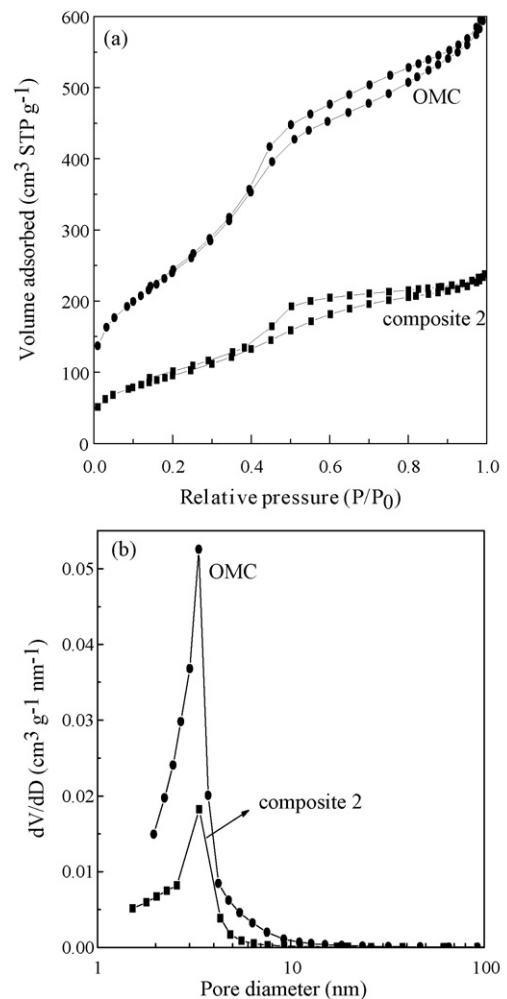 (a)
600
500
400
300
200
100
0
Volume adsorbed (cm3 STP g-1)
OMC
composite 2
0.0 0.2 0.4 0.6 0.8 1.0
Relative pressure (P/P0)
(b)
0.05
0.04
0.03
0.02
0.01
0.00
dV/dD (cm3 g-1 nm-1)
OMC
composite 2
1 10 100
Pore diameter (nm)